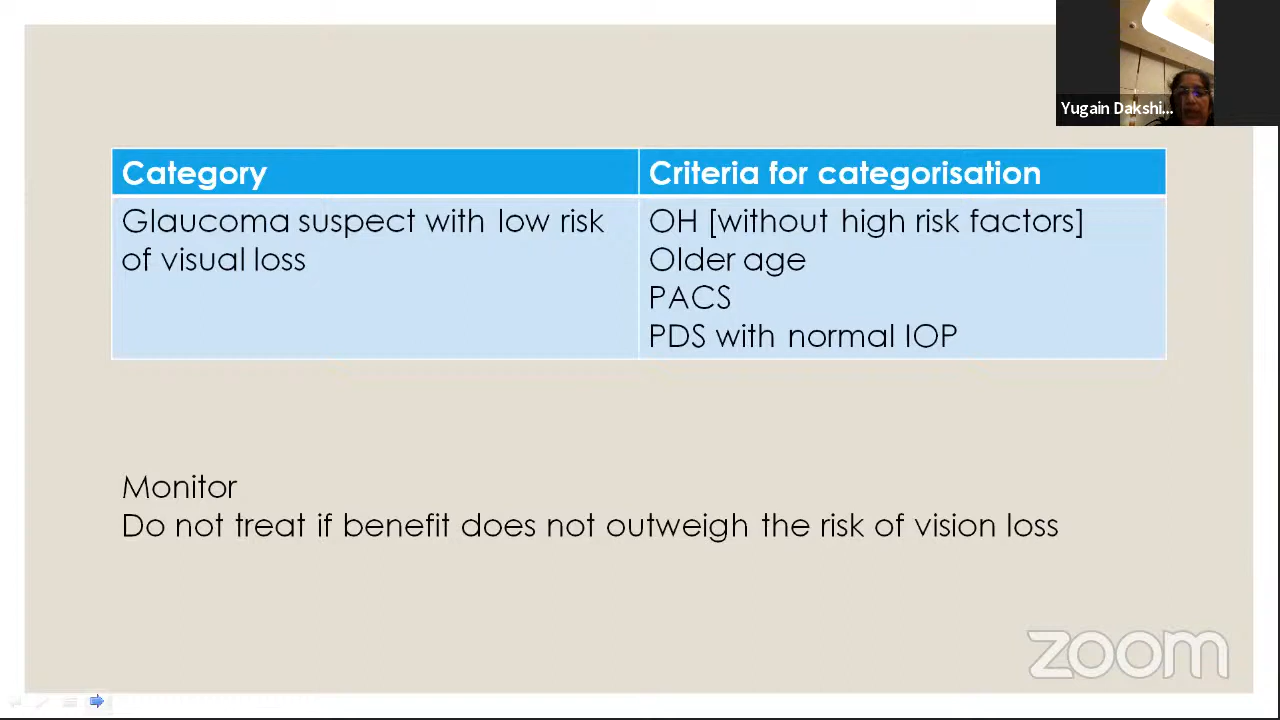 Yugain Dakshi...
Category
Criteria for categorisation
Glaucoma suspect with low risk
of visual loss
OH [without high risk factors]
Older age
PACS
PDS with normal IOP
Monitor
Do not treat if benefit does not outweigh the risk of vision loss
zoom